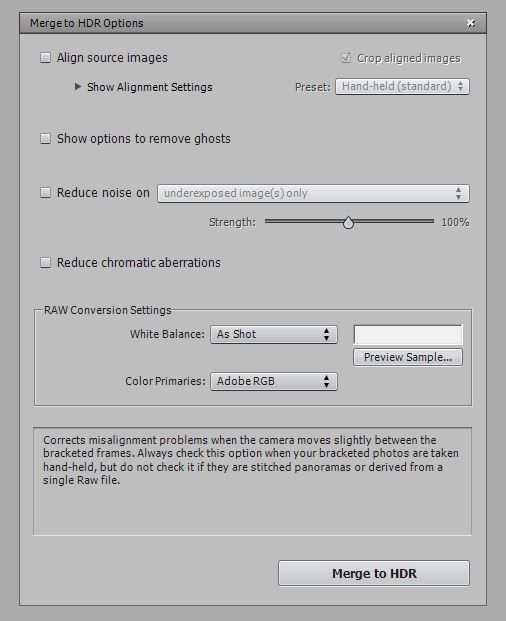 Merge to HDR Options
Align source images
Crop aligned images
Show Alignment Settings
Preset: Hand-held (standard)
Show options to remove ghosts
Reduce noise on underexposed image(s) only
Strength: 100%
Reduce chromatic aberrations
RAW Conversion Settings
White Balance: As Shot
Preview Sample...
Color Primaries: Adobe RGB
Corrects misalignment problems when the camera moves slightly between the
bracketed frames. Always check this option when your bracketed photos are taken
hand-held, but do not check it if they are stitched panoramas or derived from a
single Raw file.
Merge to HDR